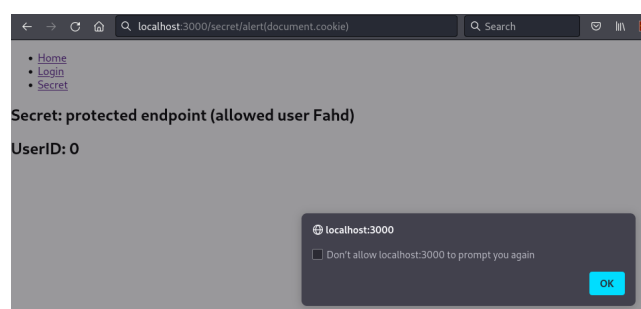 localhost:3000/secret/alert(document.cookie)
Search
Home
Login
Secret
Secret: protected endpoint (allowed user Fahd)
UserID: 0
localhost:3000
Don't allow localhost:3000 to prompt you again
OK